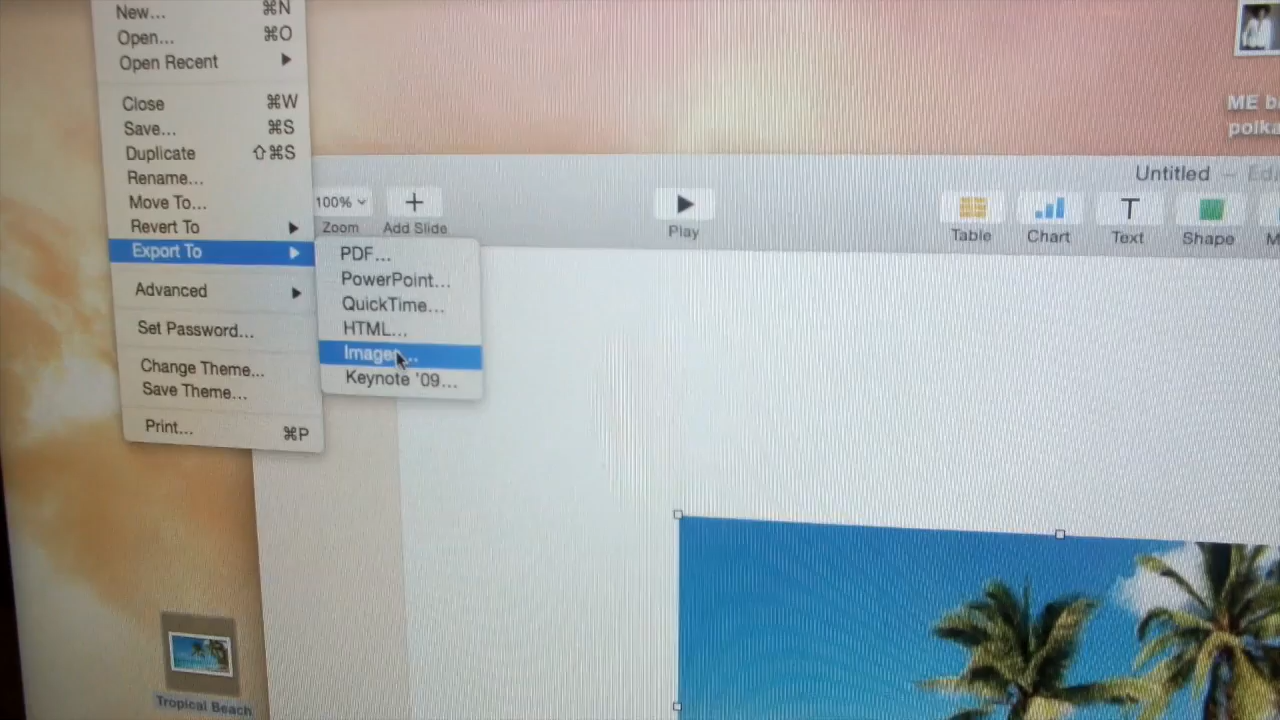 New... ⌘N
Open... ⌘O
Open Recent
Close ⌘W
Save... ⌘S
Duplicate ⇧⌘S
Rename...
Move To...
Revert To
Export To
Advanced
Set Password...
Change Theme...
Save Theme...
Print... ⌘P
PDF...
PowerPoint...
QuickTime...
HTML...
Keynote '09...
100%
Zoom
Add Slide
Play
Untitled —
Table
Chart
T
Text
Shape
ME
Tropical Beach